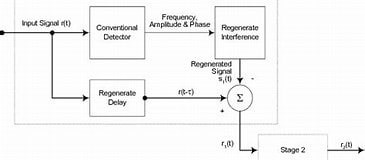 Input Signal r(t)
Conventional
Detector
Frequency,
Amplitude & Phase
Regenerate
Interference
Regenerated
Signal
s₁(t)
-
Regenerate
Delay
r(t-τ)
Σ
+
r₁(t)
Stage 2
r₂(t)